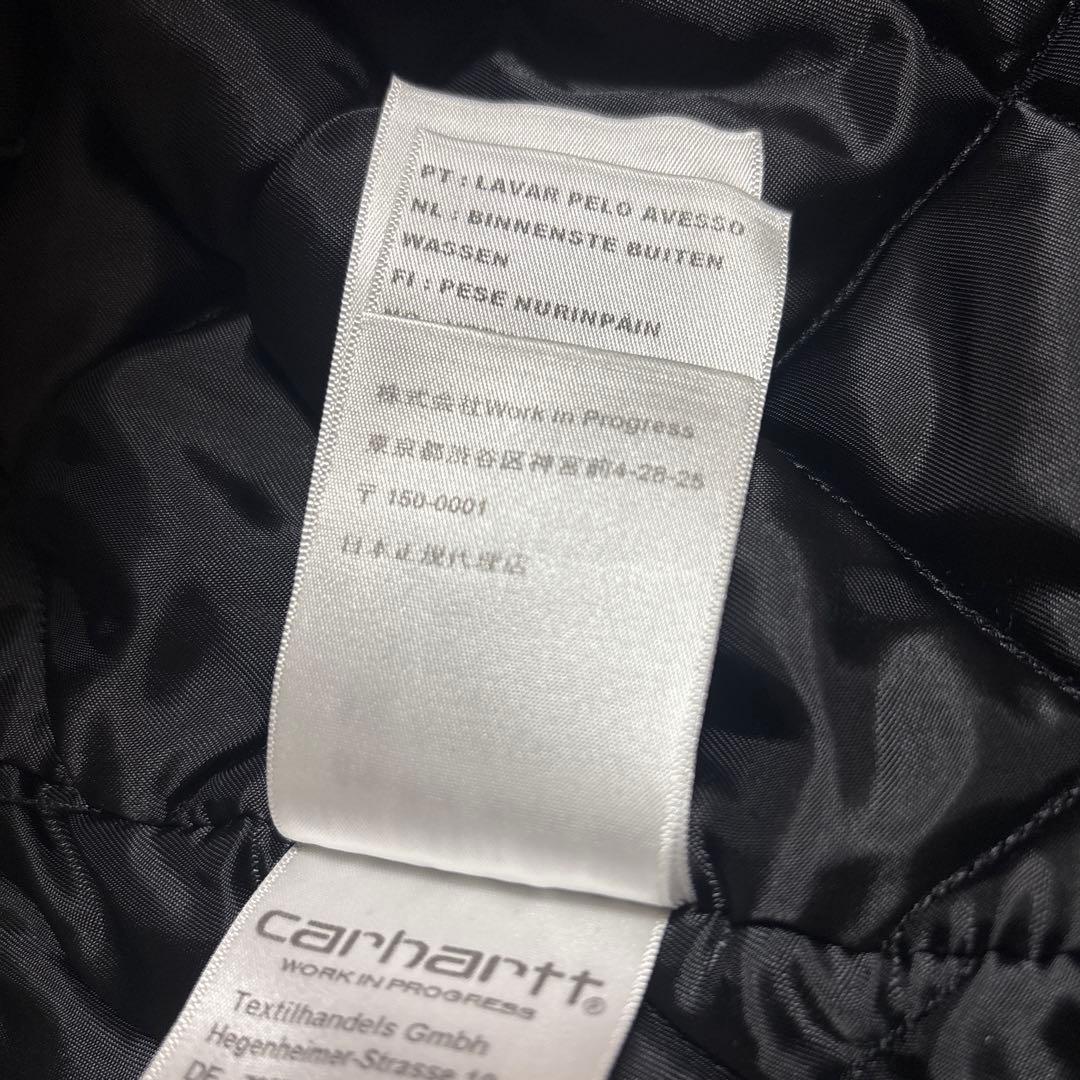 PT : LAVAR PELO AVESSO
NL : BINNENSTE BUITEN
WASSEN
FI : PESE NURINPAIN
株式会社Work in Progress
東京都渋谷区神宮前4-28-25
〒 150-0001
日本正規代理店
carhartt®
WORK IN PROGRESS
Textilhandels Gmbh
Hegenheimer-Strasse
DE